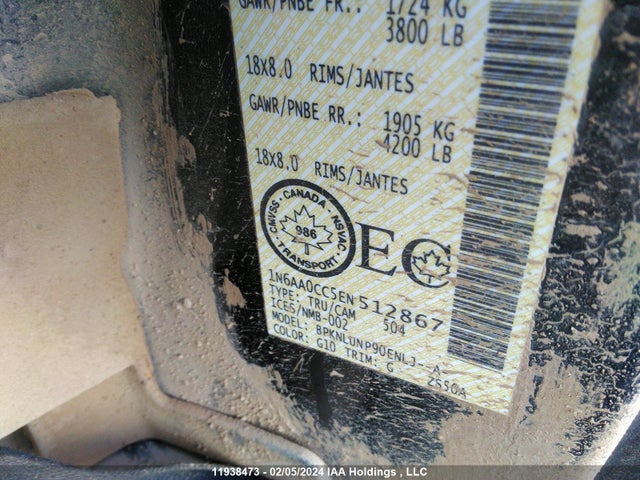 GAWR/PNBE FR.: 1724 KG
3800 LB
18X8.0 RIMS/JANTES
GAWR/PNBE RR.: 1905 KG
4200 LB
18X8.0 RIMS/JANTES
CMVSS · CANADA · NSVAC
986
TRANSPORT
EC
1N6AA0CC5EN512867
TYPE: TRU/CAM 504
ICES/NMB-002
MODEL: BPKNLUNP90ENLJ--A
COLOR: G10 TRIM: G 2550A
11938473 - 02/05/2024 IAA Holdings , LLC